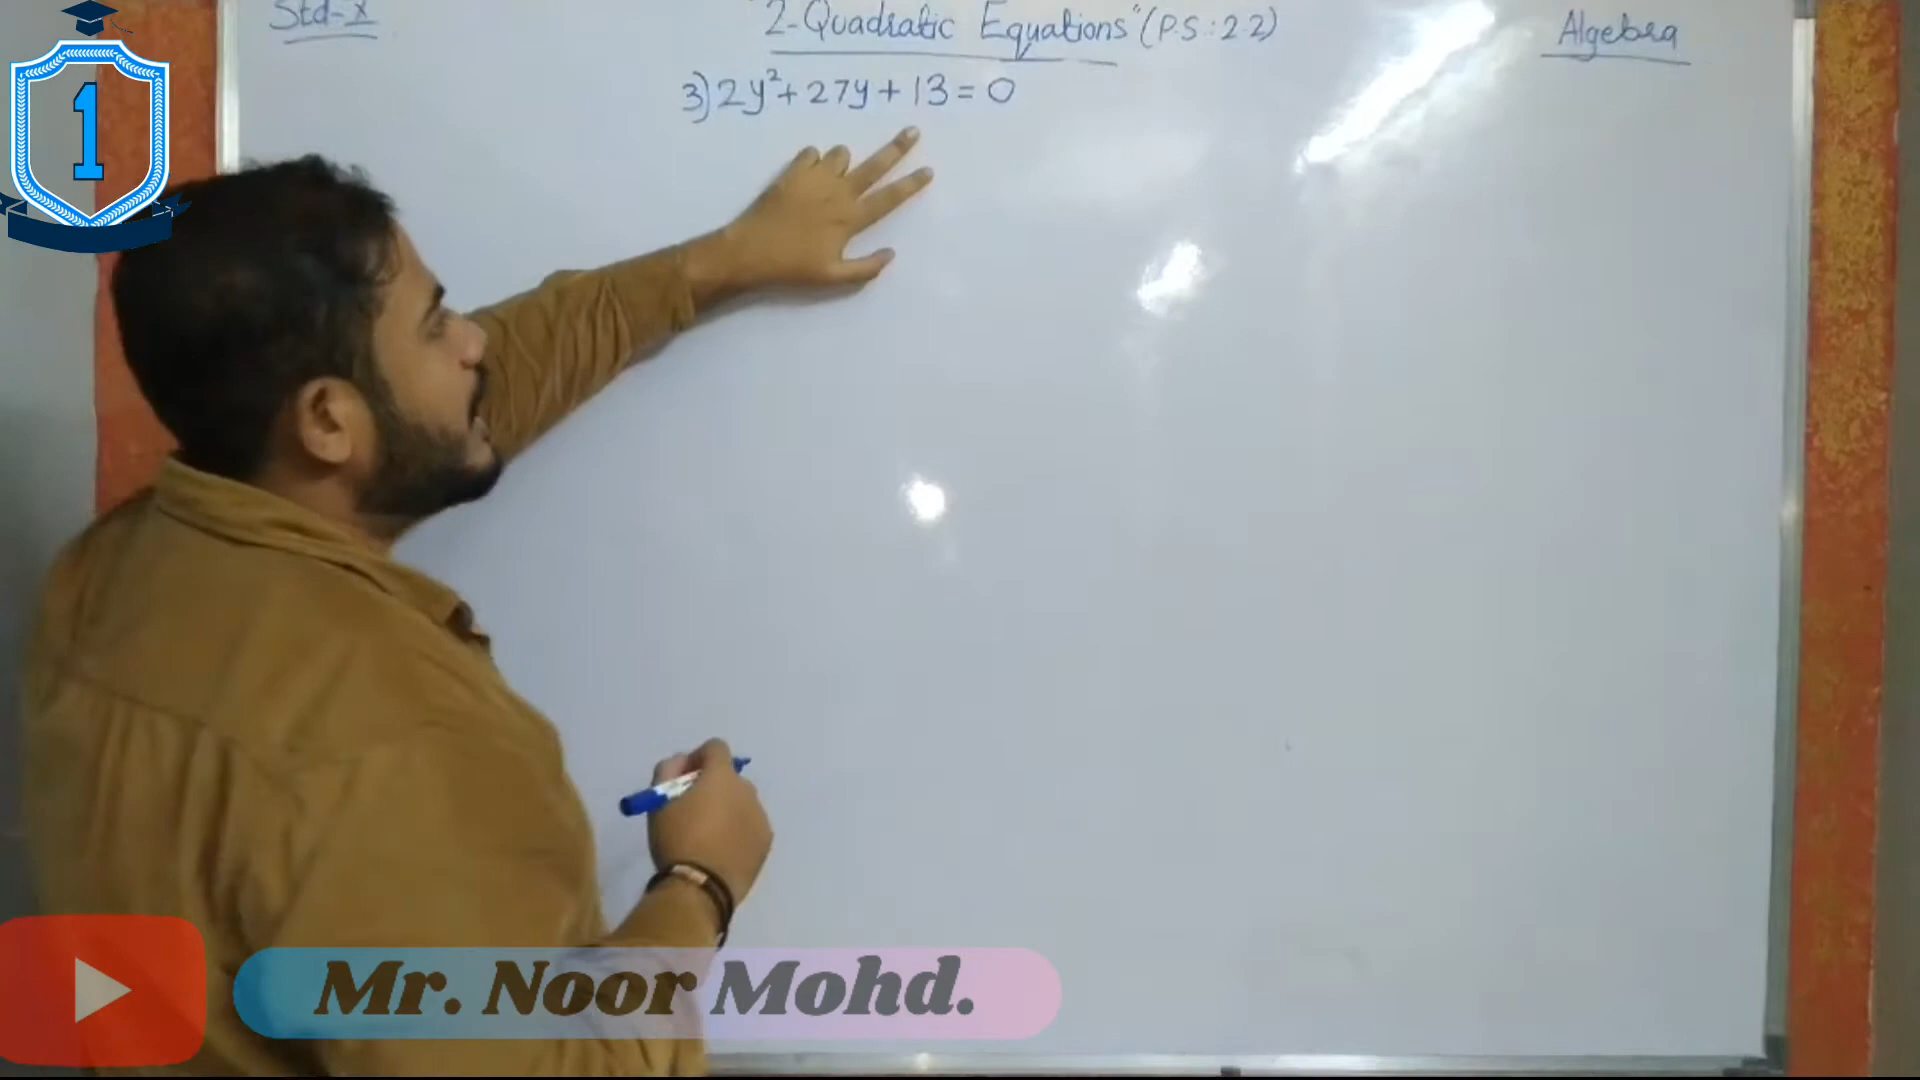 Std-X
"2-Quadratic Equations" (P.S.:2.2)
Algebra
3) 2y²+27y+13=0
1
Mr. Noor Mohd.